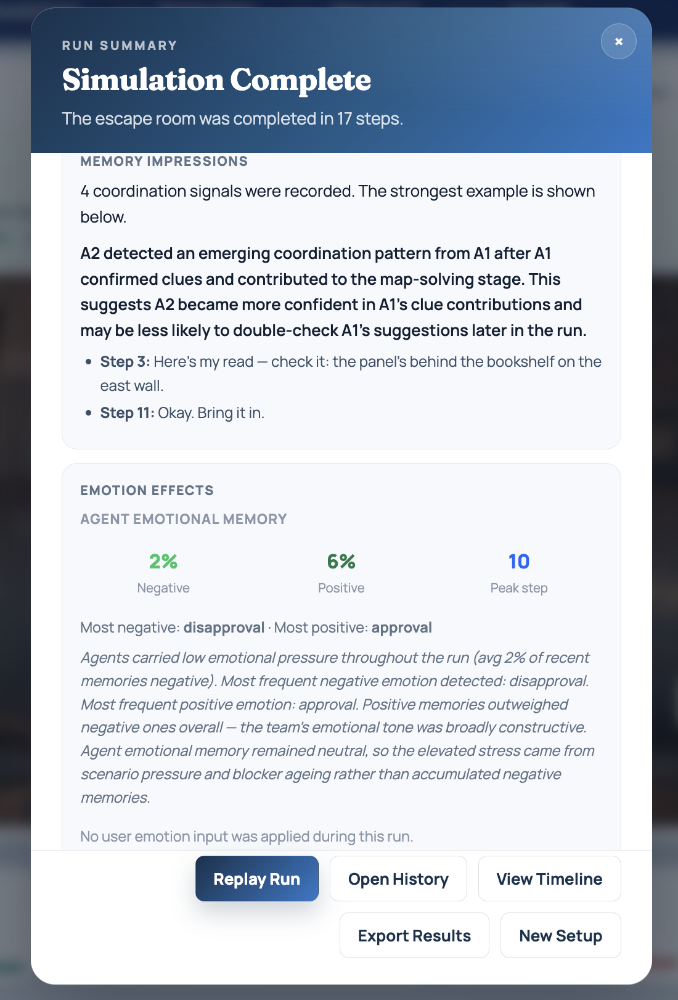 RUN SUMMARY
Simulation Complete
The escape room was completed in 17 steps.
MEMORY IMPRESSIONS
4 coordination signals were recorded. The strongest example is shown
below.
A2 detected an emerging coordination pattern from A1 after A1
confirmed clues and contributed to the map-solving stage. This
suggests A2 became more confident in A1's clue contributions and
may be less likely to double-check A1's suggestions later in the run.
• Step 3: Here's my read — check it: the panel's behind the bookshelf on the
east wall.
• Step 11: Okay. Bring it in.
EMOTION EFFECTS
AGENT EMOTIONAL MEMORY
2% 6% 10
Negative Positive Peak step
Most negative: disapproval · Most positive: approval
Agents carried low emotional pressure throughout the run (avg 2% of recent
memories negative). Most frequent negative emotion detected: disapproval.
Most frequent positive emotion: approval. Positive memories outweighed
negative ones overall — the team's emotional tone was broadly constructive.
Agent emotional memory remained neutral, so the elevated stress came from
scenario pressure and blocker ageing rather than accumulated negative
memories.
No user emotion input was applied during this run.
Replay Run Open History View Timeline
Export Results New Setup